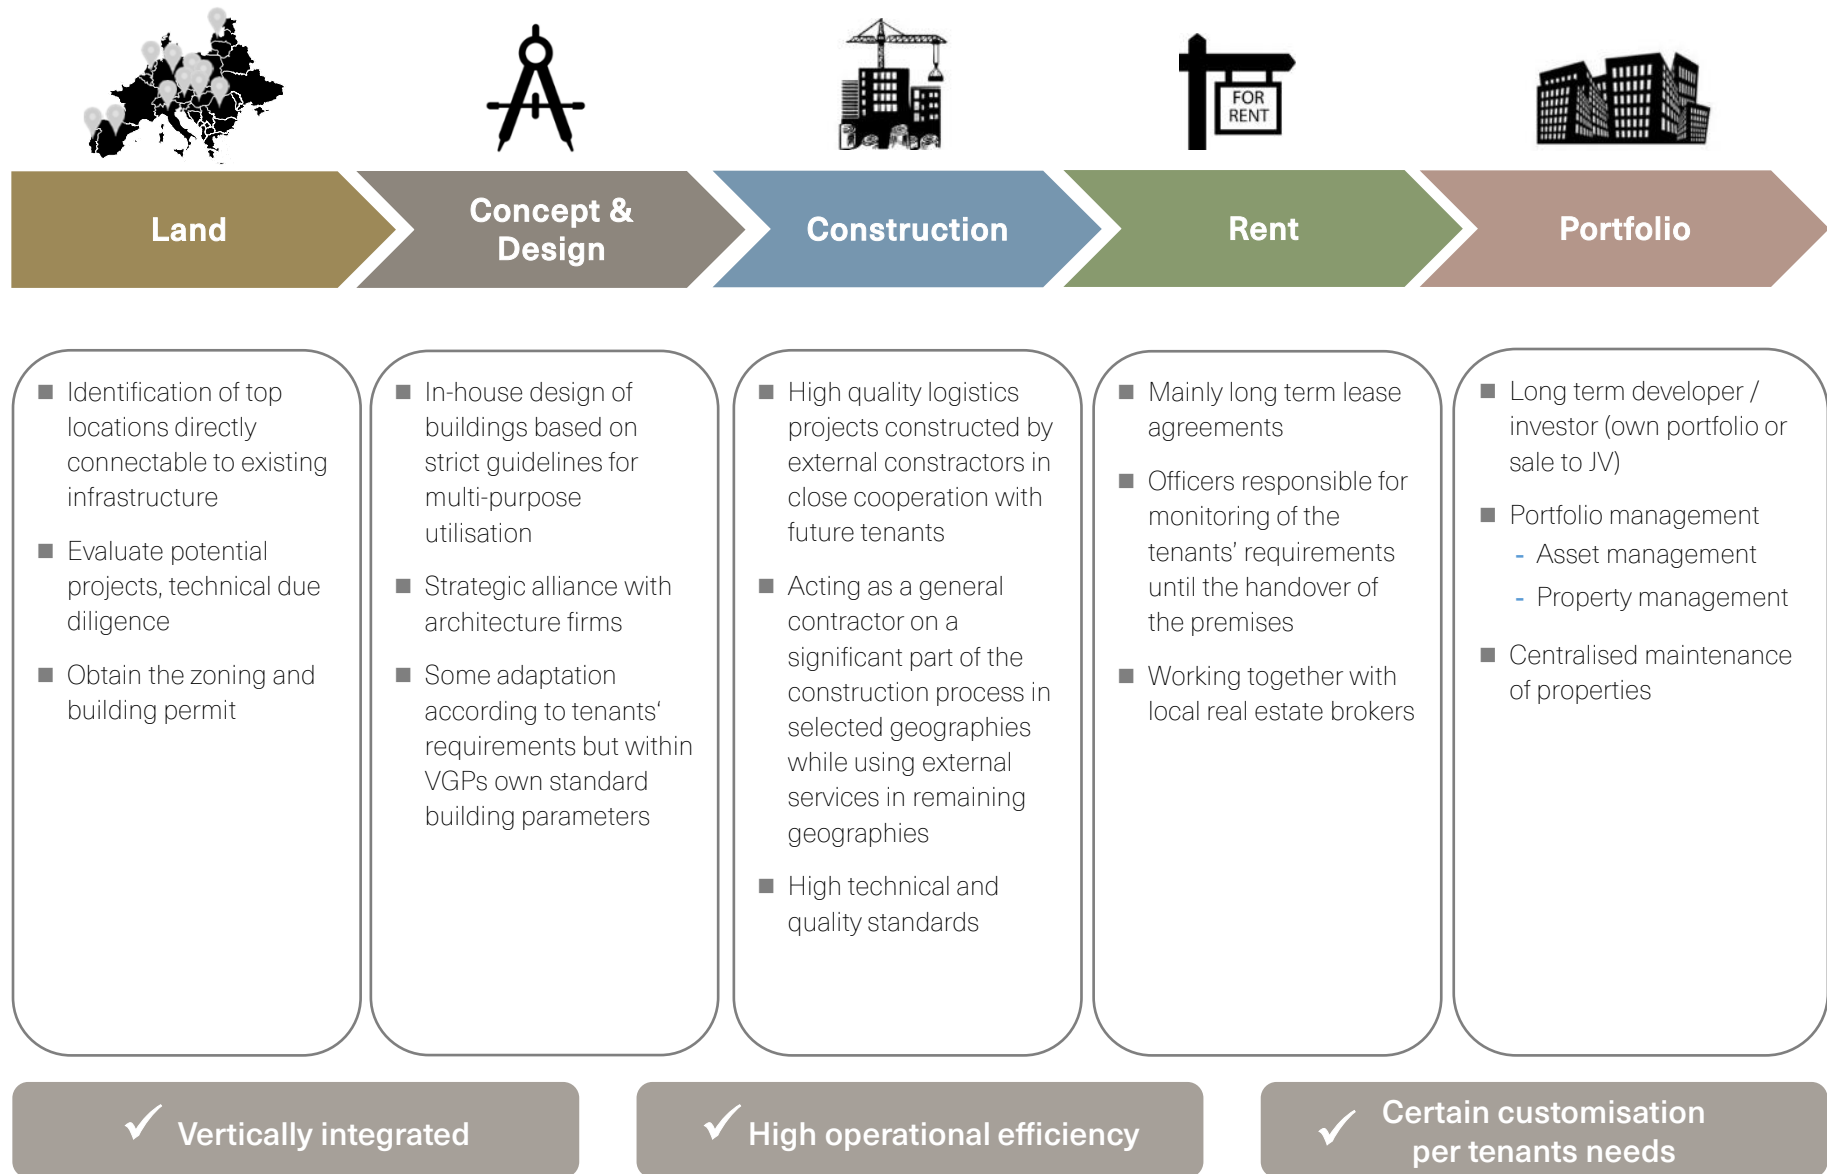 FOR
RENT
Land
Concept &
Design
Construction
Rent
Portfolio
■ Identification of top
locations directly
connectable to existing
infrastructure
■ Evaluate potential
projects, technical due
diligence
■ Obtain the zoning and
building permit
■ In-house design of
buildings based on
strict guidelines for
multi-purpose
utilisation
■ Strategic alliance with
architecture firms
■ Some adaptation
according to tenants‘
requirements but within
VGPs own standard
building parameters
■ High quality logistics
projects constructed by
external constractors in
close cooperation with
future tenants
■ Acting as a general
contractor on a
significant part of the
construction process in
selected geographies
while using external
services in remaining
geographies
■ High technical and
quality standards
■ Mainly long term lease
agreements
■ Officers responsible for
monitoring of the
tenants’ requirements
until the handover of
the premises
■ Working together with
local real estate brokers
■ Long term developer /
investor (own portfolio or
sale to JV)
■ Portfolio management
- Asset management
- Property management
■ Centralised maintenance
of properties
✓ Vertically integrated
✓ High operational efficiency
✓ Certain customisation
per tenants needs